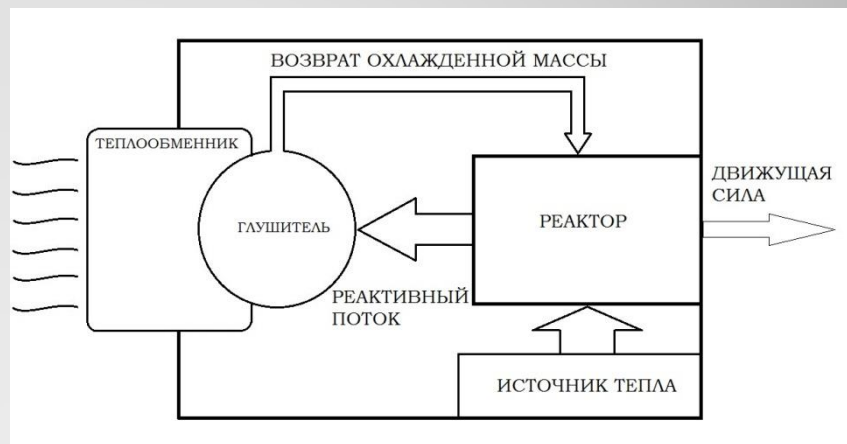 ВОЗВРАТ ОХЛАЖДЕННОЙ МАССЫ
ТЕПЛООБМЕННИК
ГЛУШИТЕЛЬ
РЕАКТИВНЫЙ
ПОТОК
РЕАКТОР
ДВИЖУЩАЯ
СИЛА
ИСТОЧНИК ТЕПЛА